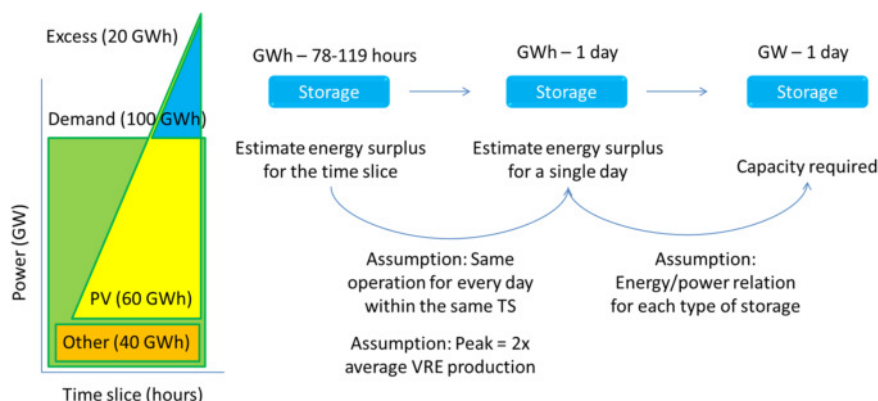 Excess (20 GWh)
Demand (100 GWh)
PV (60 GWh)
Other (40 GWh)
Power (GW)
Time slice (hours)
GWh – 78-119 hours
Storage
Estimate energy surplus
for the time slice
GWh – 1 day
Storage
Estimate energy surplus
for a single day
GW – 1 day
Storage
Capacity required
Assumption: Same
operation for every day
within the same TS
Assumption: Peak = 2x
average VRE production
Assumption:
Energy/power relation
for each type of storage